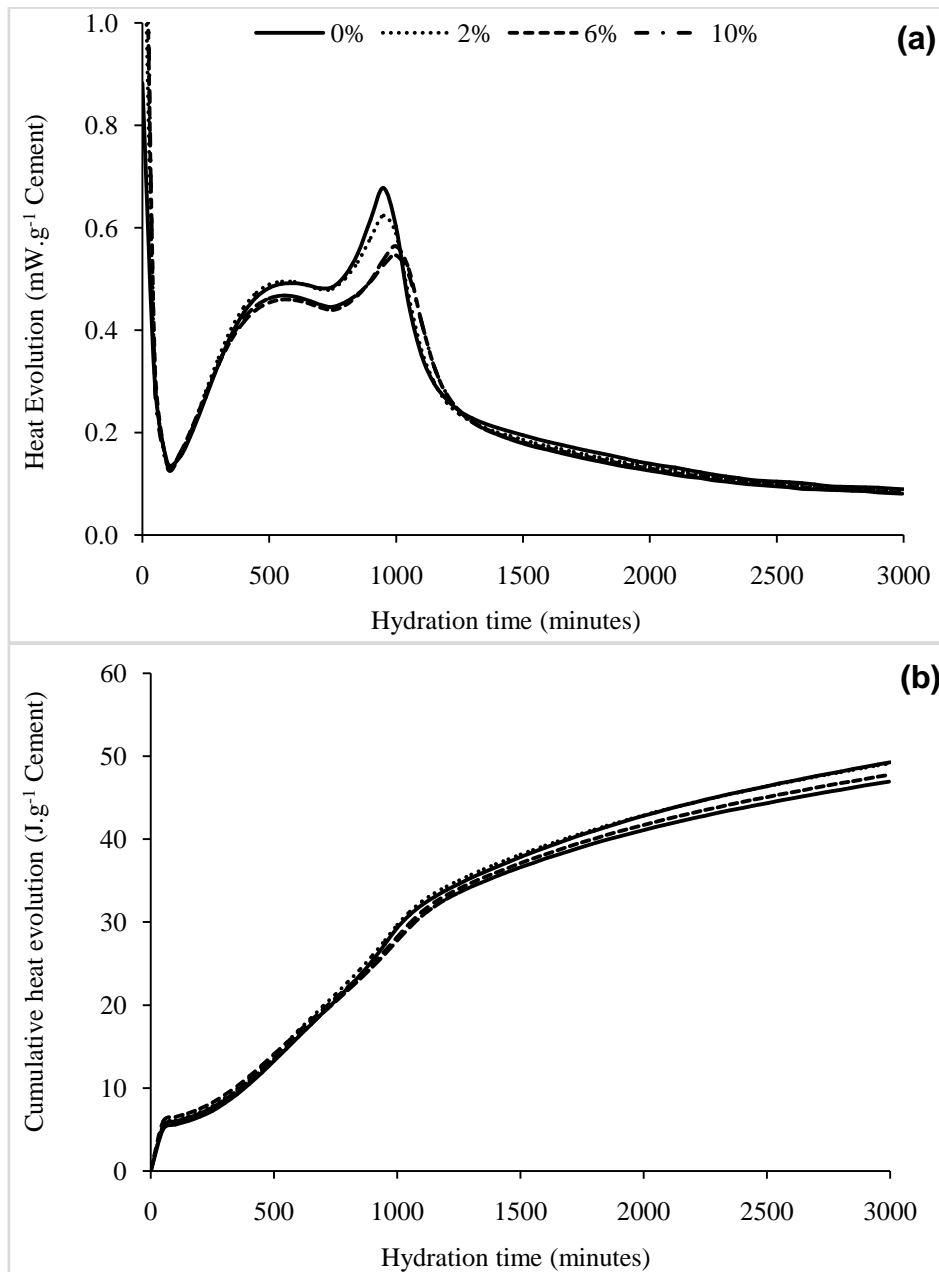 0% 2% 6% 10%
(a)
Heat Evolution (mW.g-1 Cement)
1.0
0.8
0.6
0.4
0.2
0.0
0 500 1000 1500 2000 2500 3000
Hydration time (minutes)
(b)
Cumulative heat evolution (J.g-1 Cement)
60
50
40
30
20
10
0
0 500 1000 1500 2000 2500 3000
Hydration time (minutes)